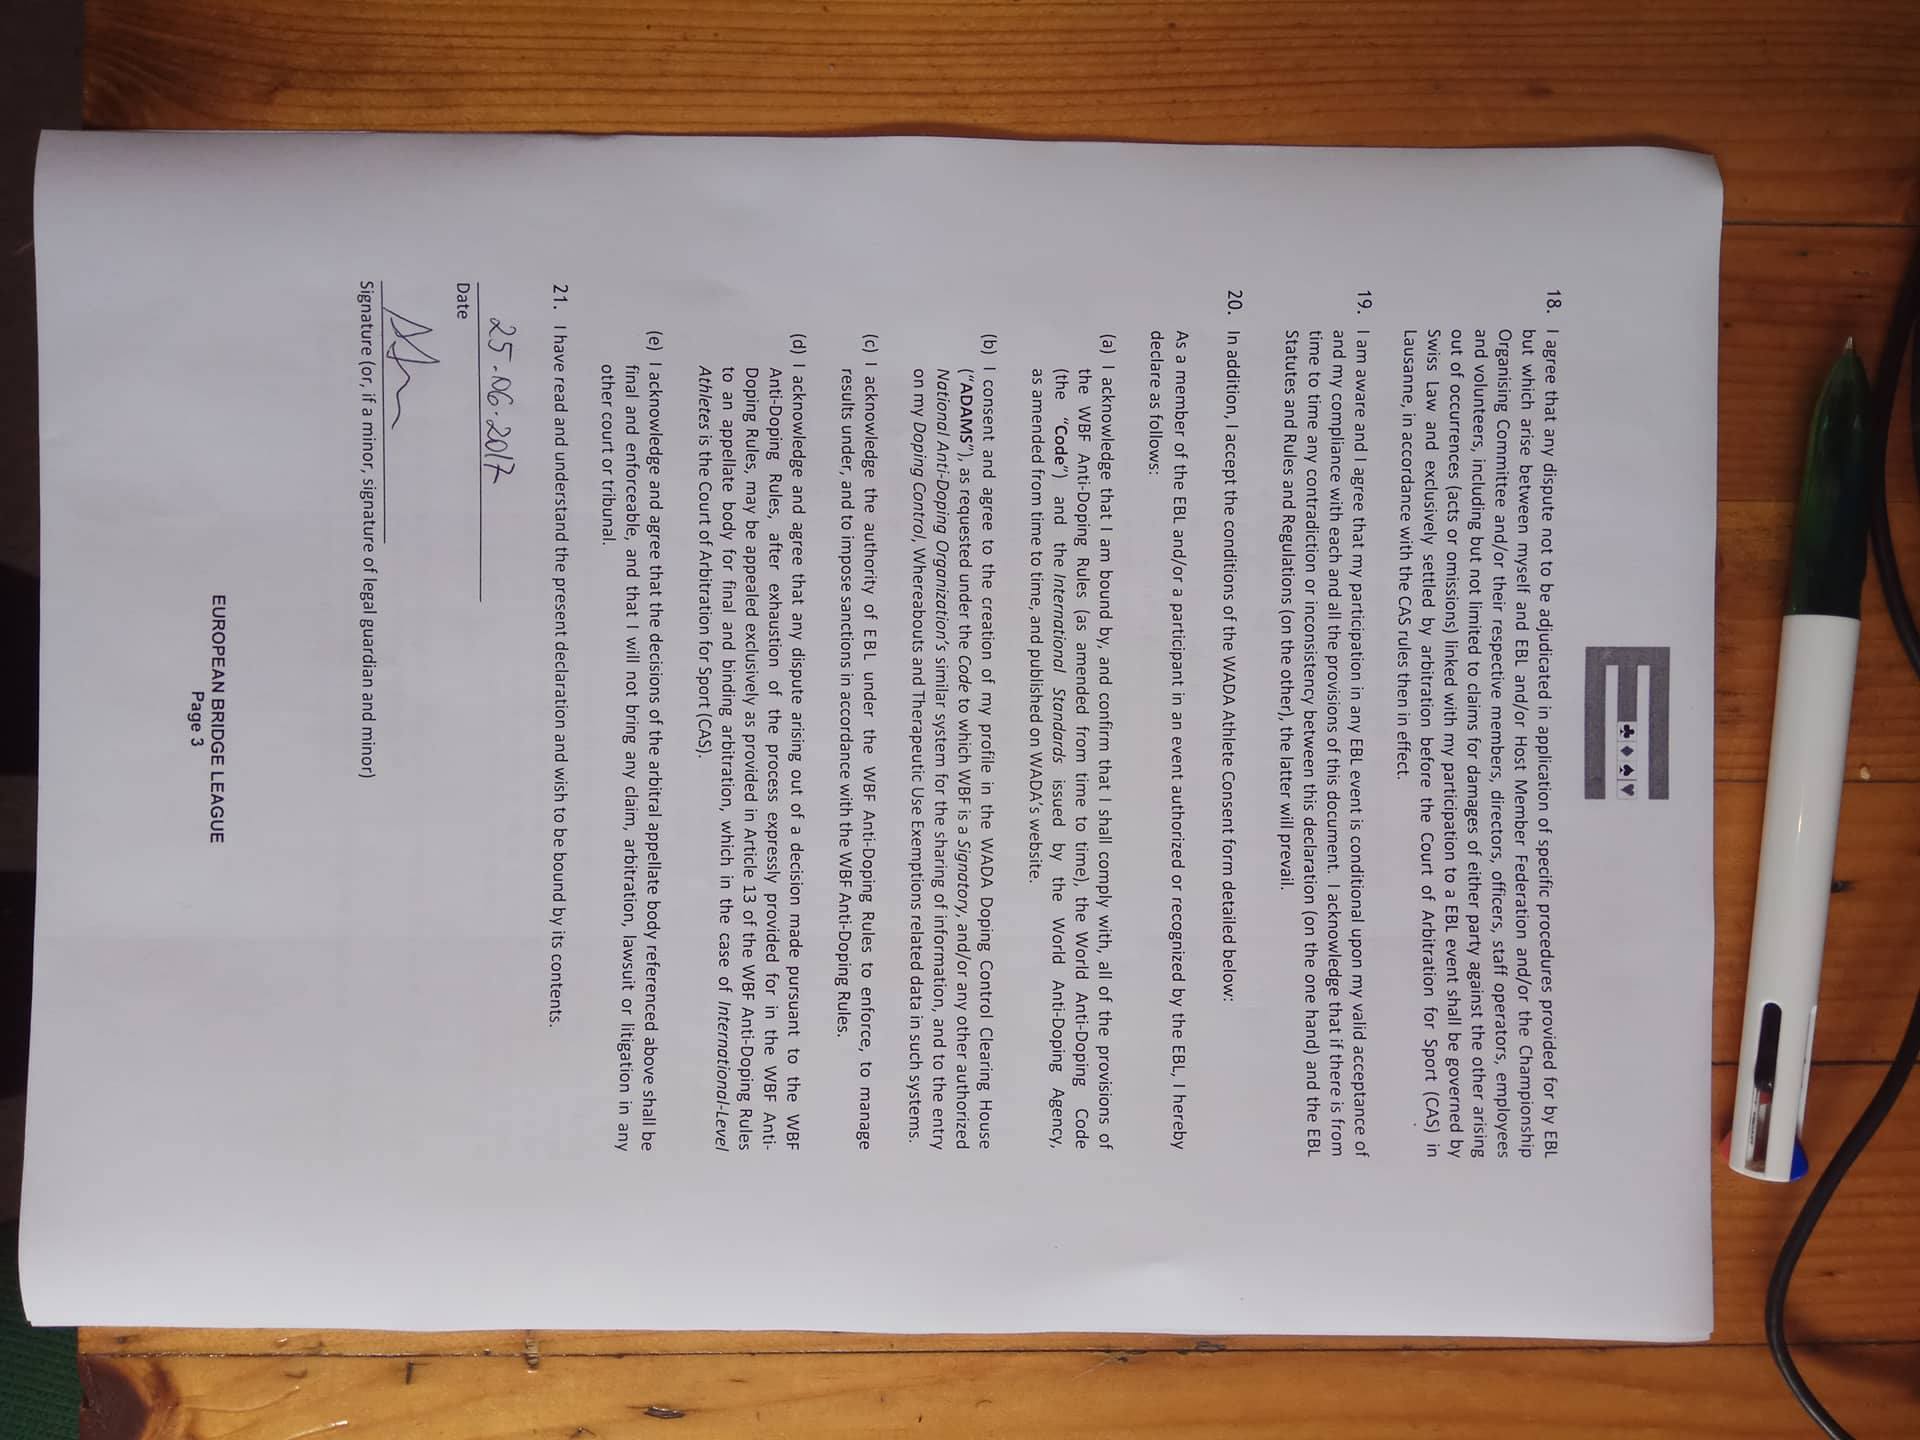 18. I agree that any dispute not to be adjudicated in application of specific procedures provided for by EBL
but which arise between myself and EBL and/or Host Member Federation and/or the Championship
Organising Committee and/or their respective members, directors, officers, staff operators, employees
and volunteers, including but not limited to claims for damages of either party against the other arising
out of occurrences (acts or omissions) linked with my participation to a EBL event shall be governed by
Swiss Law and exclusively settled by arbitration before the Court of Arbitration for Sport (CAS) in
Lausanne, in accordance with the CAS rules then in effect.
19. I am aware and I agree that my participation in any EBL event is conditional upon my valid acceptance of
and my compliance with each and all the provisions of this document. I acknowledge that if there is from
time to time any contradiction or inconsistency between this declaration (on the one hand) and the EBL
Statutes and Rules and Regulations (on the other), the latter will prevail.
20. In addition, I accept the conditions of the WADA Athlete Consent form detailed below:
As a member of the EBL and/or a participant in an event authorized or recognized by the EBL, I hereby
declare as follows:
(a) I acknowledge that I am bound by, and confirm that I shall comply with, all of the provisions of
the WBF Anti-Doping Rules (as amended from time to time), the World Anti-Doping Code
(the “Code”) and the International Standards issued by the World Anti-Doping Agency,
as amended from time to time, and published on WADA's website.
(b) I consent and agree to the creation of my profile in the WADA Doping Control Clearing House
(“ADAMS”), as requested under the Code to which WBF is a Signatory, and/or any other authorized
National Anti-Doping Organization's similar system for the sharing of information, and to the entry
on my Doping Control, Whereabouts and Therapeutic Use Exemptions related data in such systems.
(c) I acknowledge the authority of EBL under the WBF Anti-Doping Rules to enforce, to manage
results under, and to impose sanctions in accordance with the WBF Anti-Doping Rules.
(d) I acknowledge and agree that any dispute arising out of a decision made pursuant to the WBF
Anti-Doping Rules, after exhaustion of the process expressly provided for in the WBF Anti-
Doping Rules, may be appealed exclusively as provided in Article 13 of the WBF Anti-Doping Rules
to an appellate body for final and binding arbitration, which in the case of International-Level
Athletes is the Court of Arbitration for Sport (CAS).
(e) I acknowledge and agree that the decisions of the arbitral appellate body referenced above shall be
final and enforceable, and that I will not bring any claim, arbitration, lawsuit or litigation in any
other court or tribunal.
21. I have read and understand the present declaration and wish to be bound by its contents.
25.06.2017
Date
Signature (or, if a minor, signature of legal guardian and minor)
EUROPEAN BRIDGE LEAGUE
Page 3